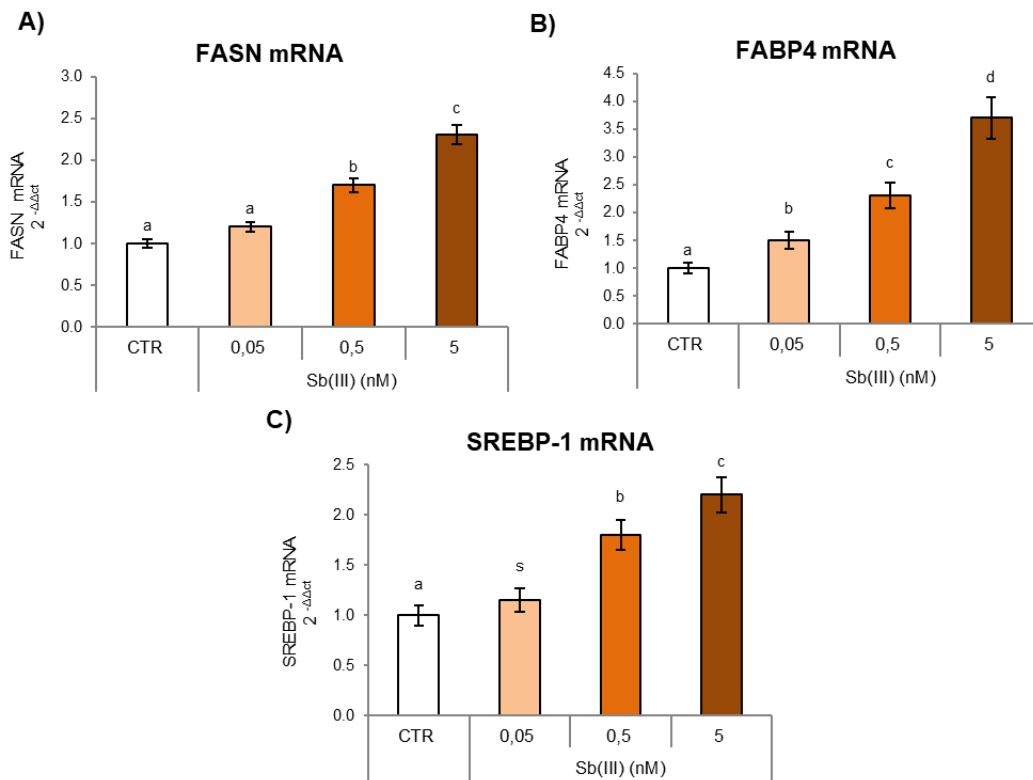 A)
FASN mRNA
FASN mRNA
2 -ΔΔct
3.0
2.5
2.0
1.5
1.0
0.5
0.0
a
a
b
c
CTR
0,05
0,5
5
Sb(III) (nM)
B)
FABP4 mRNA
FABP4 mRNA
2 -ΔΔct
4.5
4.0
3.5
3.0
2.5
2.0
1.5
1.0
0.5
0.0
a
b
c
d
CTR
0,05
0,5
5
Sb(III) (nM)
C)
SREBP-1 mRNA
SREBP-1 mRNA
2 -ΔΔct
2.5
2.0
1.5
1.0
0.5
0.0
a
s
b
c
CTR
0,05
0,5
5
Sb(III) (nM)